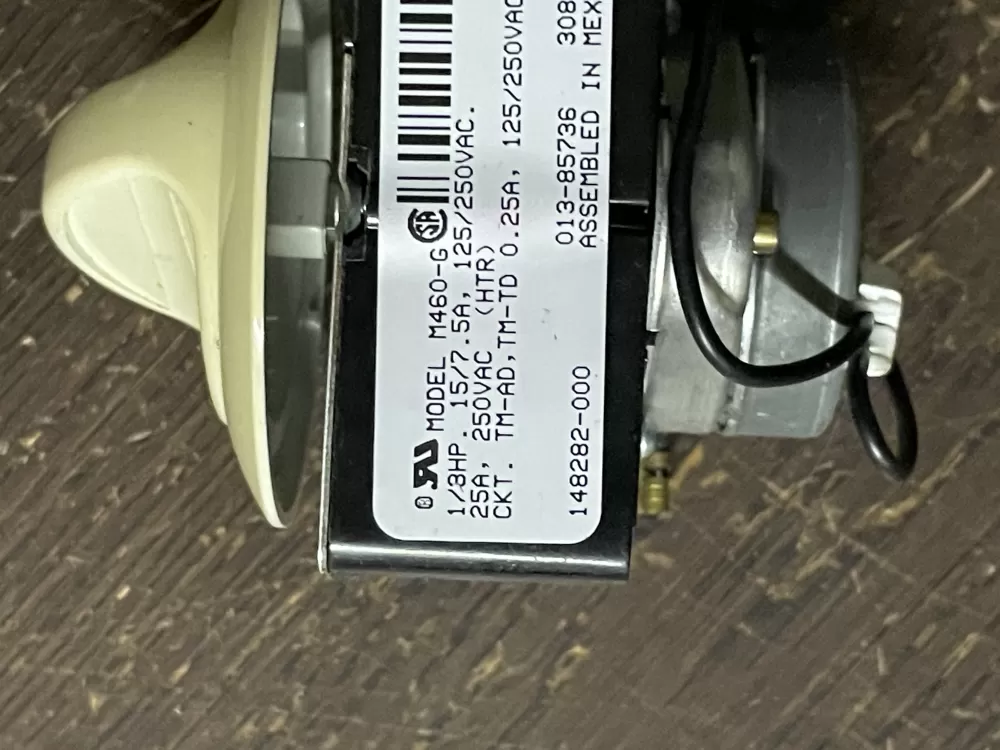 MODEL M460-G
1/3HP. 15/7.5A, 125/250VAC.
25A, 250VAC (HTR)
CKT. TM-AD,TM-TD 0.25A, 125/250VAC
013-85736 308
148282-000 ASSEMBLED IN MEX